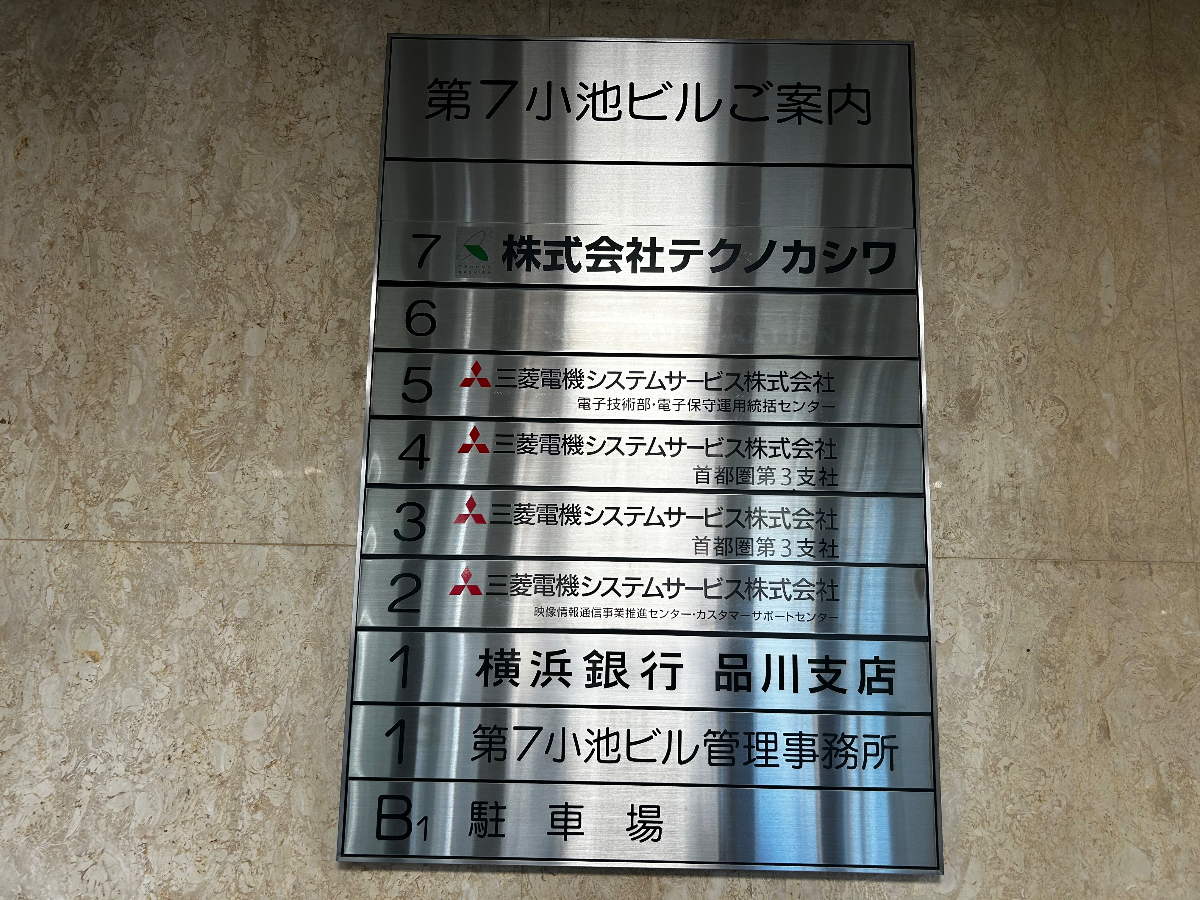 第7小池ビルご案内
7 株式会社テクノカシワ
6
5 三菱電機システムサービス株式会社
電子技術部・電子保守運用統括センター
4 三菱電機システムサービス株式会社
首都圏第3支社
3 三菱電機システムサービス株式会社
首都圏第3支社
2 三菱電機システムサービス株式会社
映像情報通信事業推進センター・カスタマーサポートセンター
1 横浜銀行 品川支店
1 第7小池ビル管理事務所
B1 駐車場